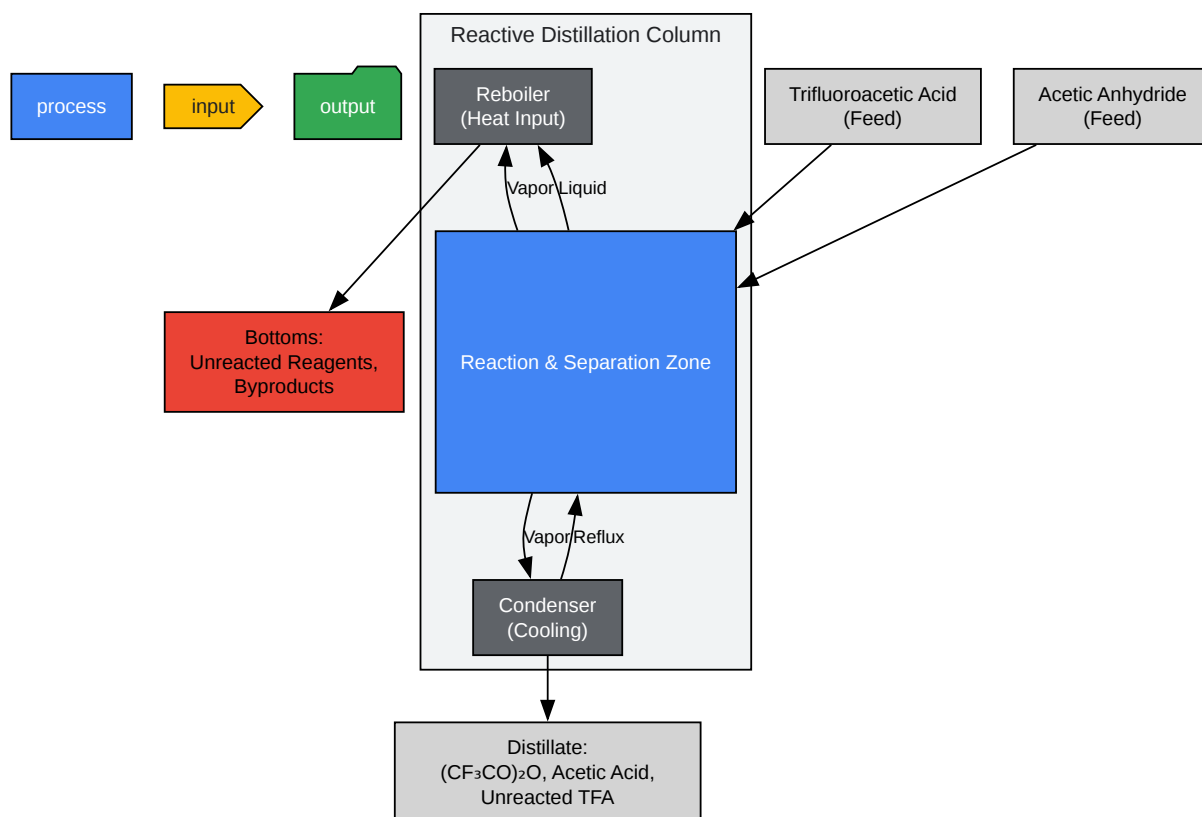 Reactive Distillation Column
process
input
output
Reboiler
(Heat Input)
Trifluoroacetic Acid
(Feed)
Acetic Anhydride
(Feed)
Vapor
Liquid
Bottoms:
Unreacted Reagents,
Byproducts
Reaction & Separation Zone
Vapor
Reflux
Condenser
(Cooling)
Distillate:
(CF₃CO)₂O, Acetic Acid,
Unreacted TFA